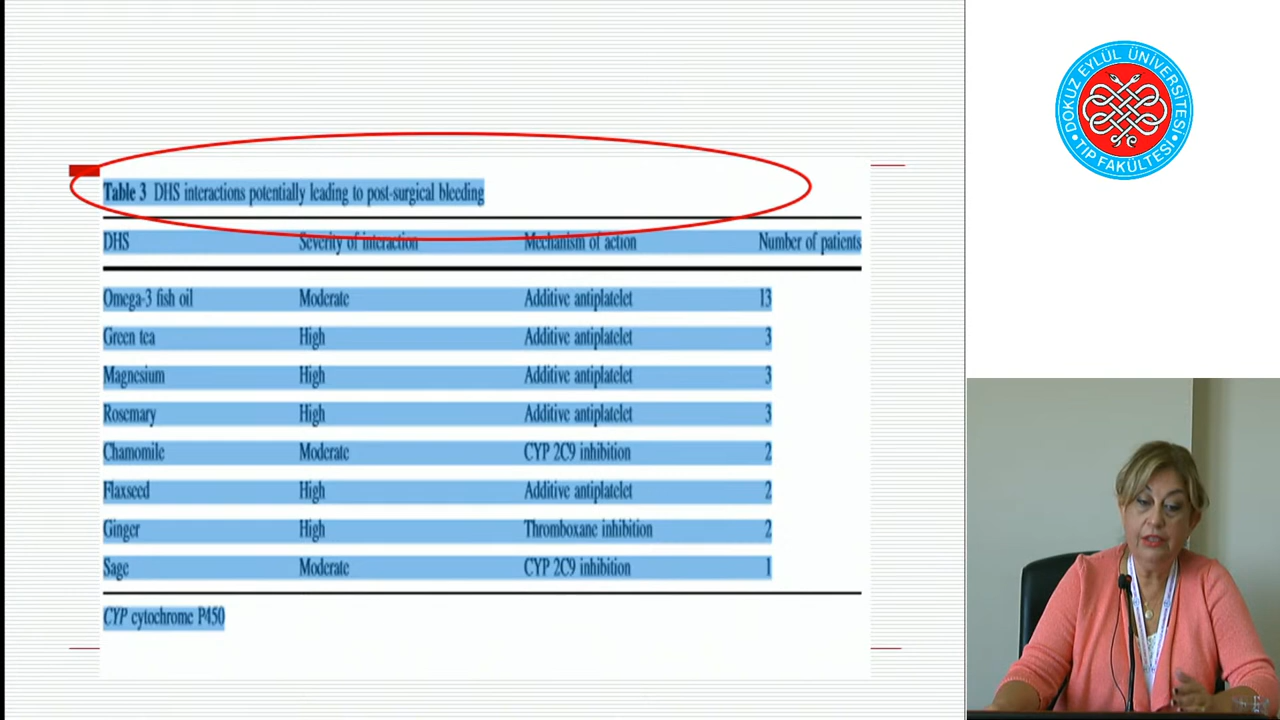 Table 3 DHS interactions potentially leading to post-surgical bleeding
DHS Severity of interaction Mechanism of action Number of patients
Omega-3 fish oil Moderate Additive antiplatelet 13
Green tea High Additive antiplatelet 3
Magnesium High Additive antiplatelet 3
Rosemary High Additive antiplatelet 3
Chamomile Moderate CYP 2C9 inhibition 2
Flaxseed High Additive antiplatelet 2
Ginger High Thromboxane inhibition 2
Sage Moderate CYP 2C9 inhibition 1
CYP cytochrome P450
DOKUZ EYLÜL ÜNİVERSİTESİ
• TIP FAKÜLTESİ •